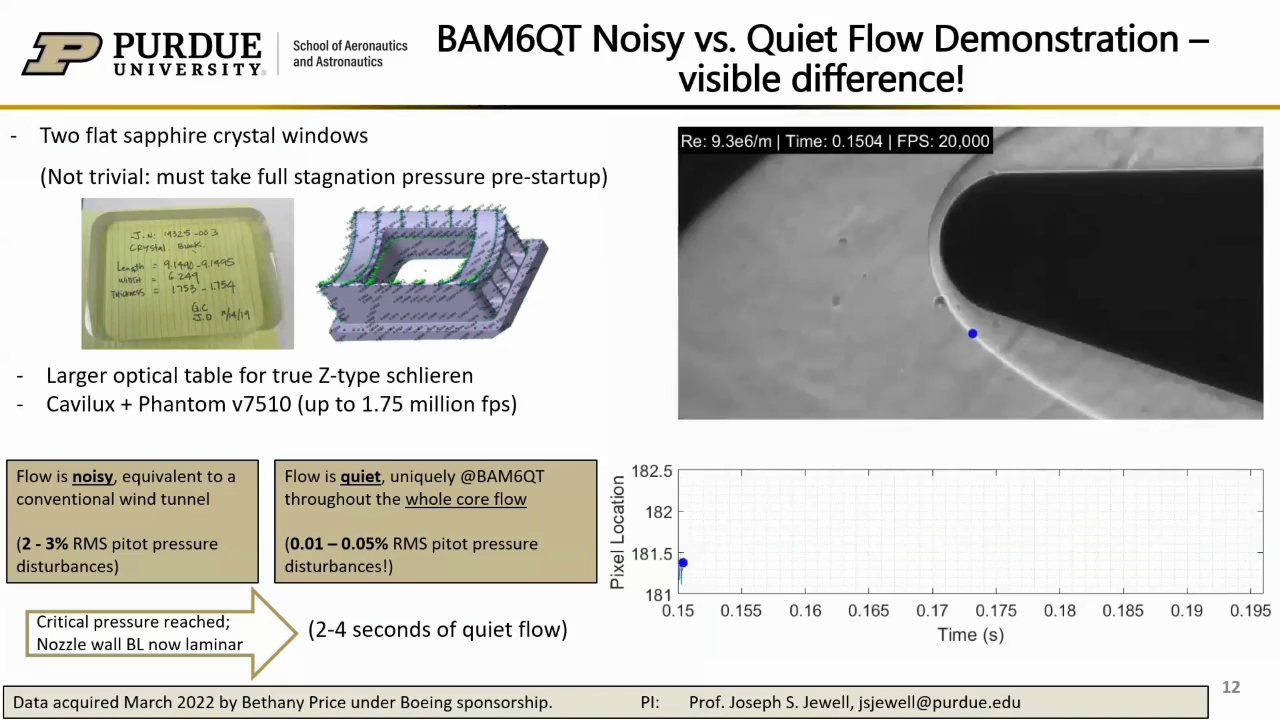 PURDUE
UNIVERSITY®
School of Aeronautics
and Astronautics
BAM6QT Noisy vs. Quiet Flow Demonstration –
visible difference!
- Two flat sapphire crystal windows
(Not trivial: must take full stagnation pressure pre-startup)
J.N: 19325-003
Crystal Blank.
Length = 9.1490-9.1495
Width = 6.249
Thickness = 1.753-1.754
G.C
J.D 11/14/19
- Larger optical table for true Z-type schlieren
- Cavilux + Phantom v7510 (up to 1.75 million fps)
Re: 9.3e6/m | Time: 0.1504 | FPS: 20,000
Flow is noisy, equivalent to a
conventional wind tunnel
(2 - 3% RMS pitot pressure
disturbances)
Flow is quiet, uniquely @BAM6QT
throughout the whole core flow
(0.01 – 0.05% RMS pitot pressure
disturbances!)
Critical pressure reached;
Nozzle wall BL now laminar
(2-4 seconds of quiet flow)
Pixel Location
182.5
182
181.5
181
0.15 0.155 0.16 0.165 0.17 0.175 0.18 0.185 0.19 0.195
Time (s)
12
Data acquired March 2022 by Bethany Price under Boeing sponsorship. PI: Prof. Joseph S. Jewell, jsjewell@purdue.edu